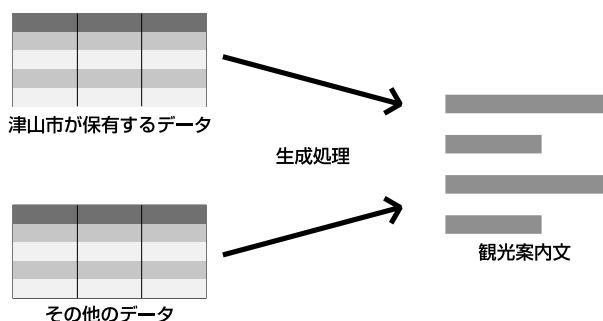 津山市が保有するデータ
生成処理
観光案内文
その他のデータ